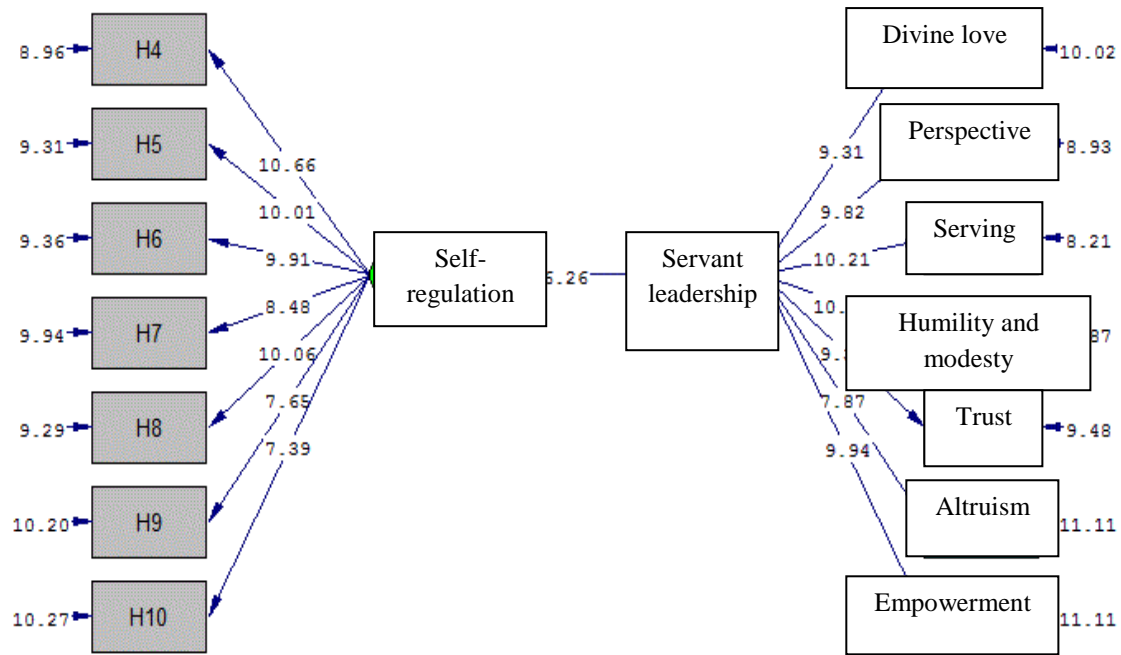 8.96
H4
9.31
H5
9.36
H6
9.94
H7
9.29
H8
10.20
H9
10.27
H10
10.66
10.01
9.91
8.48
10.06
7.65
7.39
Self-
regulation
Servant
leadership
9.31
9.82
10.21
7.87
9.94
Divine love
10.02
Perspective
8.93
Serving
8.21
Humility and
modesty
Trust
9.48
Altruism
11.11
Empowerment
11.11